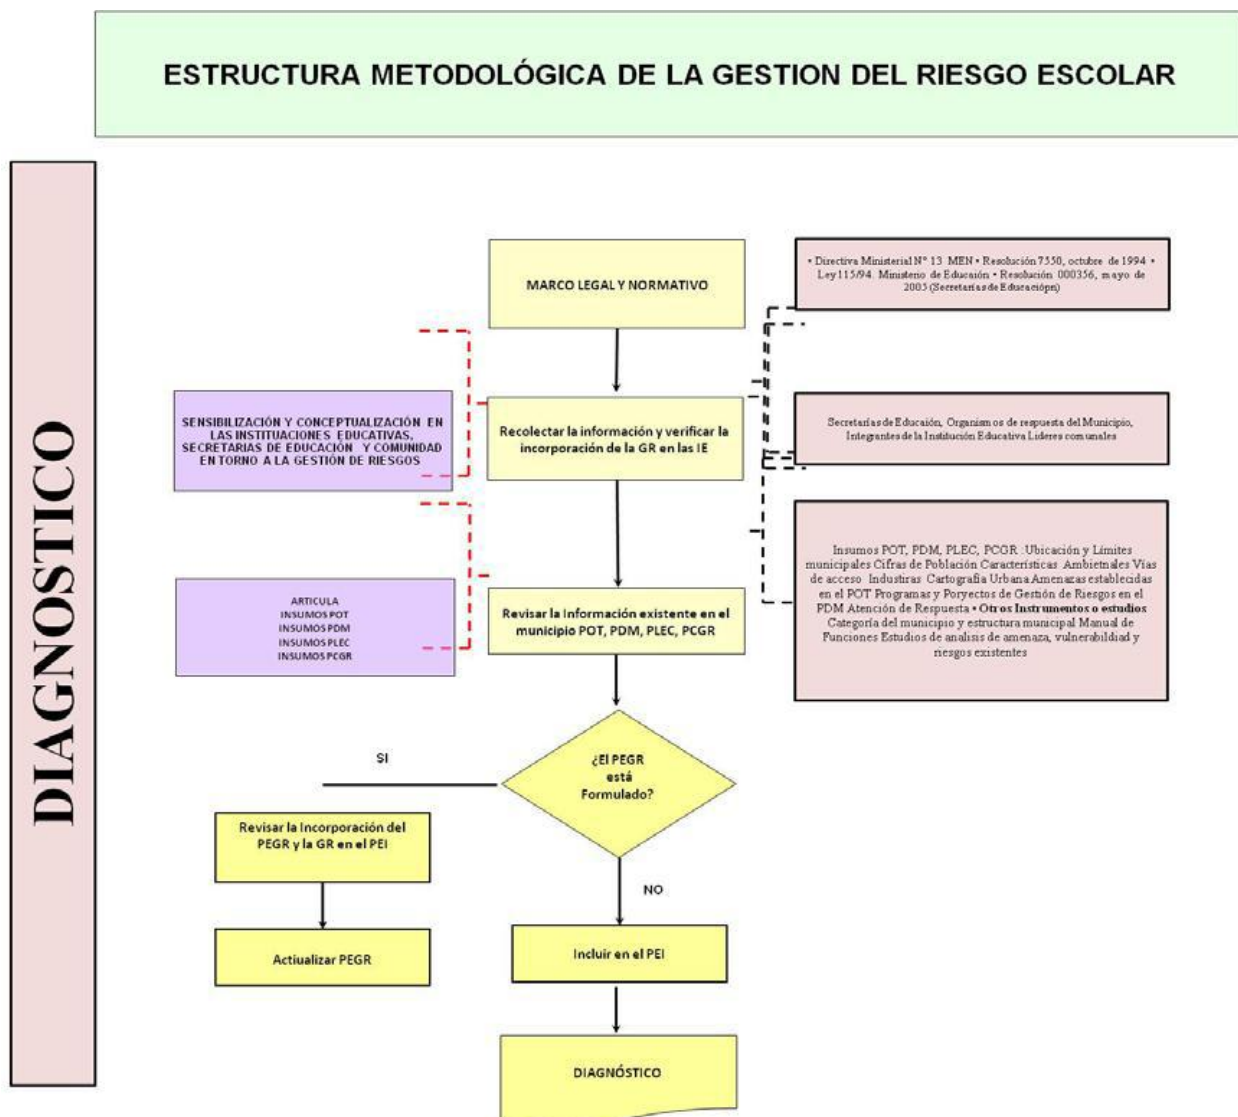 ESTRUCTURA METODOLÓGICA DE LA GESTION DEL RIESGO ESCOLAR
DIAGNOSTICO
MARCO LEGAL Y NORMATIVO
• Directiva Ministerial Nº 13 MEN • Resolución 7550, octubre de 1994 •
Ley 115/94. Ministerio de Educaión • Resolución 000356, mayo de
2005 (Secretarías de Educaciópn)
SENSIBILIZACIÓN Y CONCEPTUALIZACIÓN EN
LAS INSTITUACIONES EDUCATIVAS,
SECRETARIAS DE EDUCACIÓN Y COMUNIDAD
EN TORNO A LA GESTIÓN DE RIESGOS
Recolectar la información y verificar la
incorporación de la GR en las IE
Secretarías de Educaión, Organismos de respuesta del Municipio,
Integrantes de la Institución Educativa Lideres comunales
ARTICULA
INSUMOS POT
INSUMOS PDM
INSUMOS PLEC
INSUMOS PCGR
Revisar la Información existente en el
municipio POT, PDM, PLEC, PCGR
Insumos POT, PDM, PLEC, PCGR :Ubicación y Límites
municipales Cifras de Población Características Ambietnales Vías
de acceso Industiras Cartografía Urbana Amenazas establecidas
en el POT Programas y Poryectos de Gestión de Riesgos en el
PDM Atención de Respuesta • Otros Instrumentos o estudios
Categoría del municipio y estructura municipal Manual de
Funciones Estudios de analisis de amenaza, vulnerabildiad y
riesgos existentes
¿El PEGR
está
Formulado?
SI
Revisar la Incorporación del
PEGR y la GR en el PEI
NO
Actiualizar PEGR
Incluir en el PEI
DIAGNÓSTICO